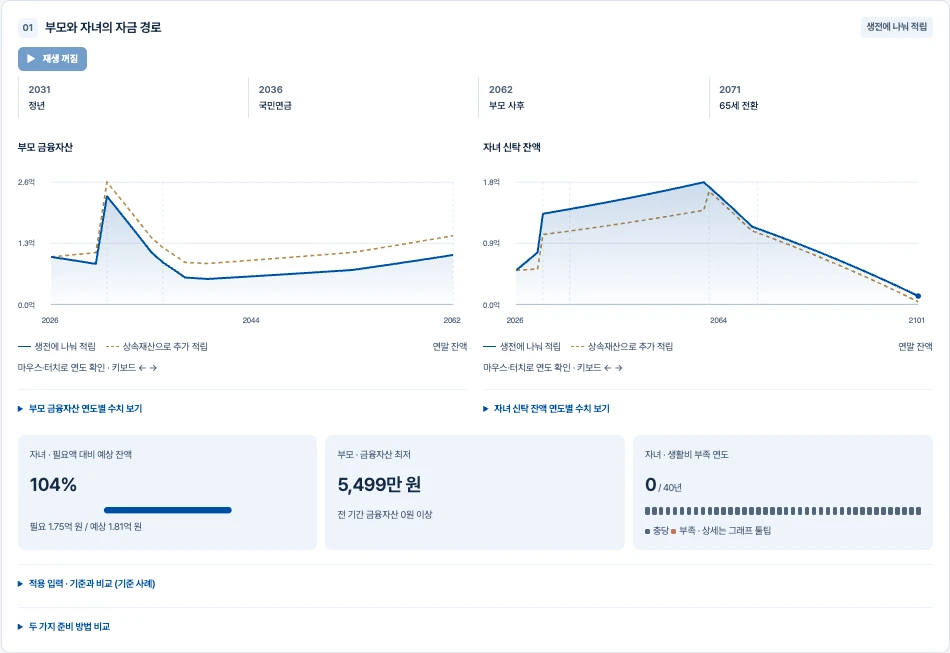 01 부모와 자녀의 자금 경로
생전에 나눠 적립
▶ 재생 꺼짐
2031
정년
2036
국민연금
2062
부모 사후
2071
65세 전환
부모 금융자산
2.6억
1.3억
0.0억
2026 2044 2062
생전에 나눠 적립 상속재산으로 추가 적립 연말 잔액
마우스·터치로 연도 확인 · 키보드 ← →
▶ 부모 금융자산 연도별 수치 보기
자녀 신탁 잔액
1.8억
0.9억
0.0억
2026 2064 2101
생전에 나눠 적립 상속재산으로 추가 적립 연말 잔액
마우스·터치로 연도 확인 · 키보드 ← →
▶ 자녀 신탁 잔액 연도별 수치 보기
자녀 · 필요액 대비 예상 잔액
104%
필요 1.75억 원 / 예상 1.81억 원
부모 · 금융자산 최저
5,499만 원
전 기간 금융자산 0원 이상
자녀 · 생활비 부족 연도
0 / 40년
충당 부족 · 상세는 그래프 툴팁
▶ 적용 입력 · 기준과 비교 (기준 사례)
▶ 두 가지 준비 방법 비교